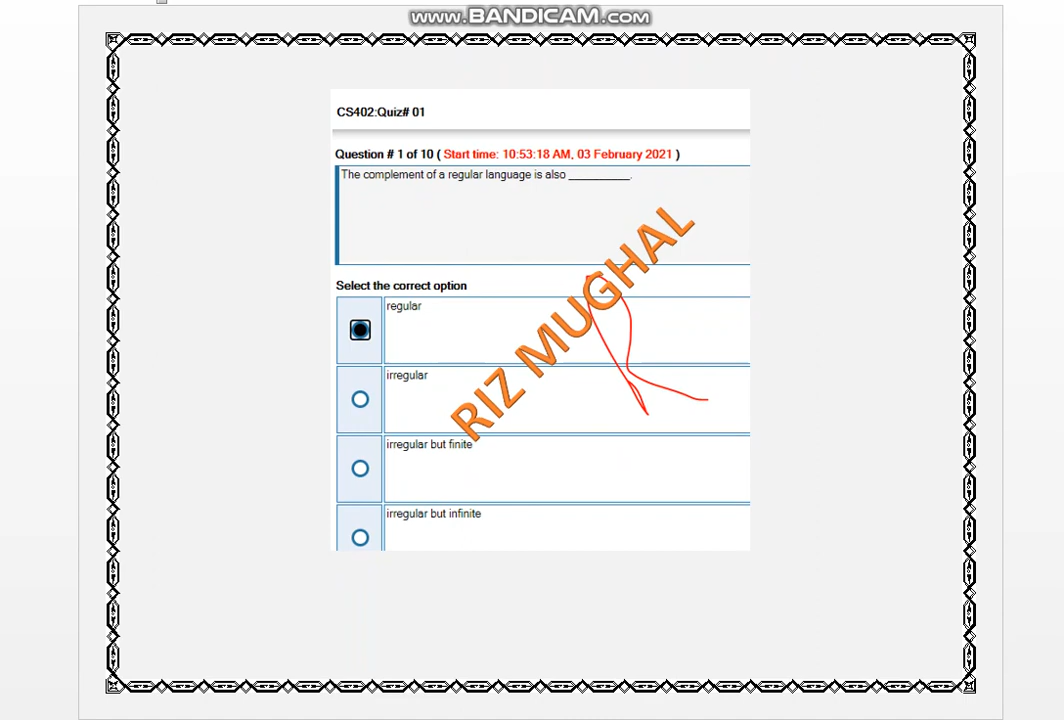 www.BANDICAM.com
CS402:Quiz# 01
Question # 1 of 10 ( Start time: 10:53:18 AM, 03 February 2021 )
The complement of a regular language is also __________.
Select the correct option
regular
irregular
irregular but finite
irregular but infinite
RIZ MUGHAL